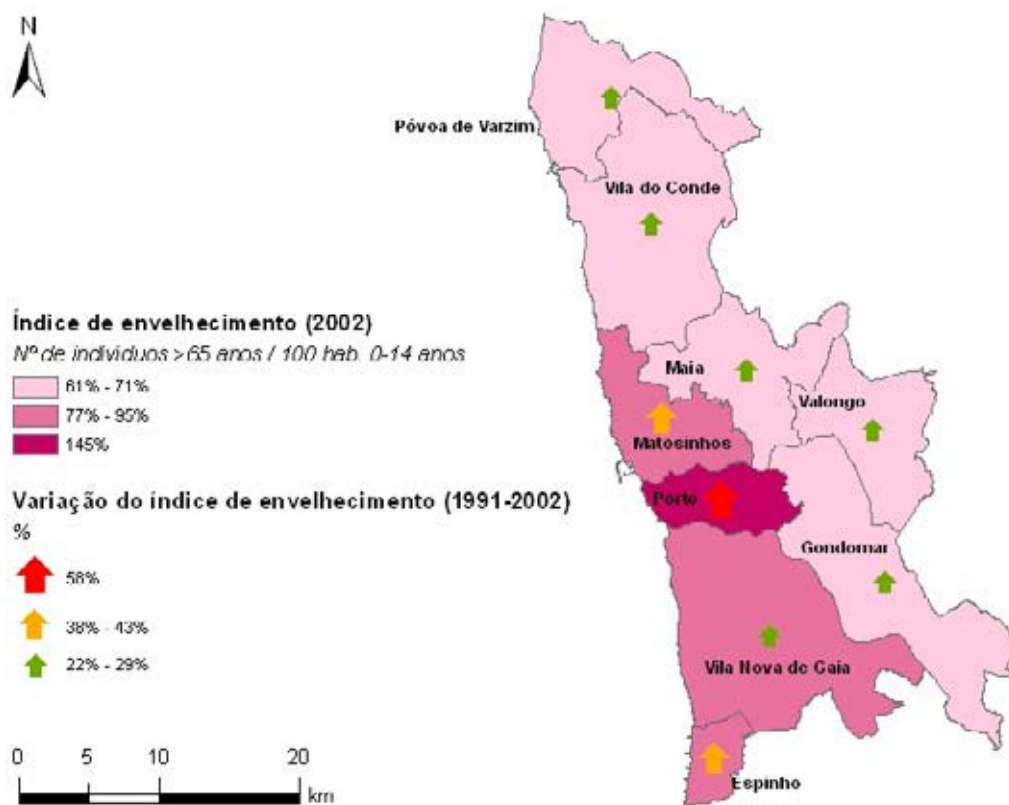 N
Póvoa de Varzim
Vila do Conde
Índice de envelhecimento (2002)
Nº de indivíduos >65 anos / 100 hab. 0-14 anos
61% - 71%
77% - 95%
145%
Maia
Valongo
Matosinhos
Porto
Gondomar
Vila Nova de Gaia
Espinho
Variação do índice de envelhecimento (1991-2002)
%
58%
38% - 43%
22% - 29%
0 5 10 20
km